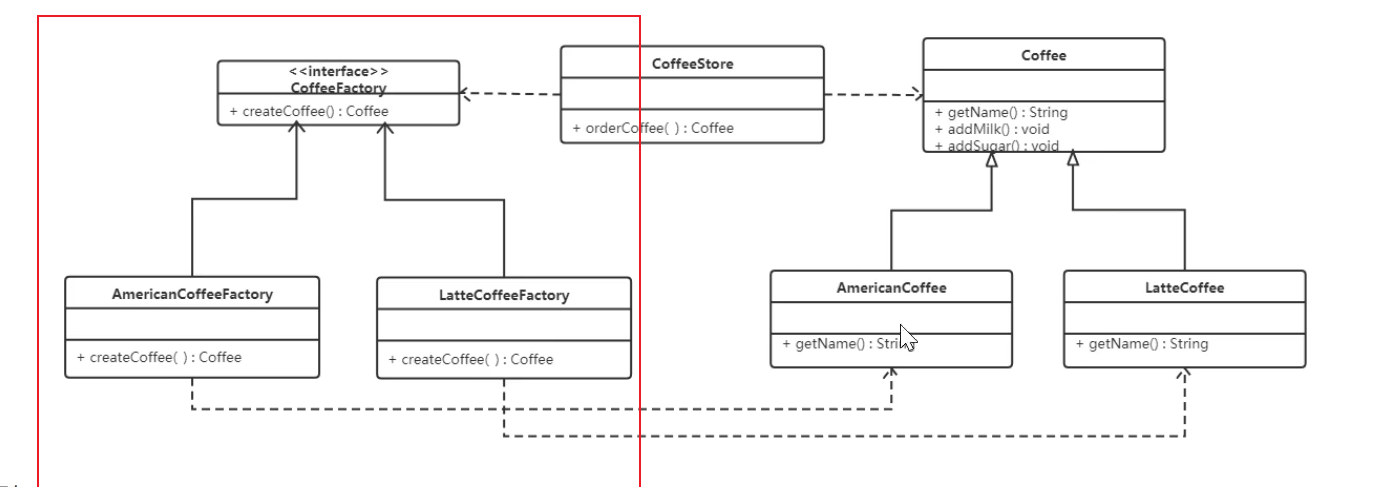 <<interface>>
CoffeeFactory
+ createCoffee() : Coffee
CoffeeStore
+ orderCoffee( ) : Coffee
Coffee
+ getName() : String
+ addMilk() : void
+ addSugar() : void
AmericanCoffeeFactory
+ createCoffee( ) : Coffee
LatteCoffeeFactory
+ createCoffee( ) : Coffee
AmericanCoffee
+ getName() : String
LatteCoffee
+ getName() : String